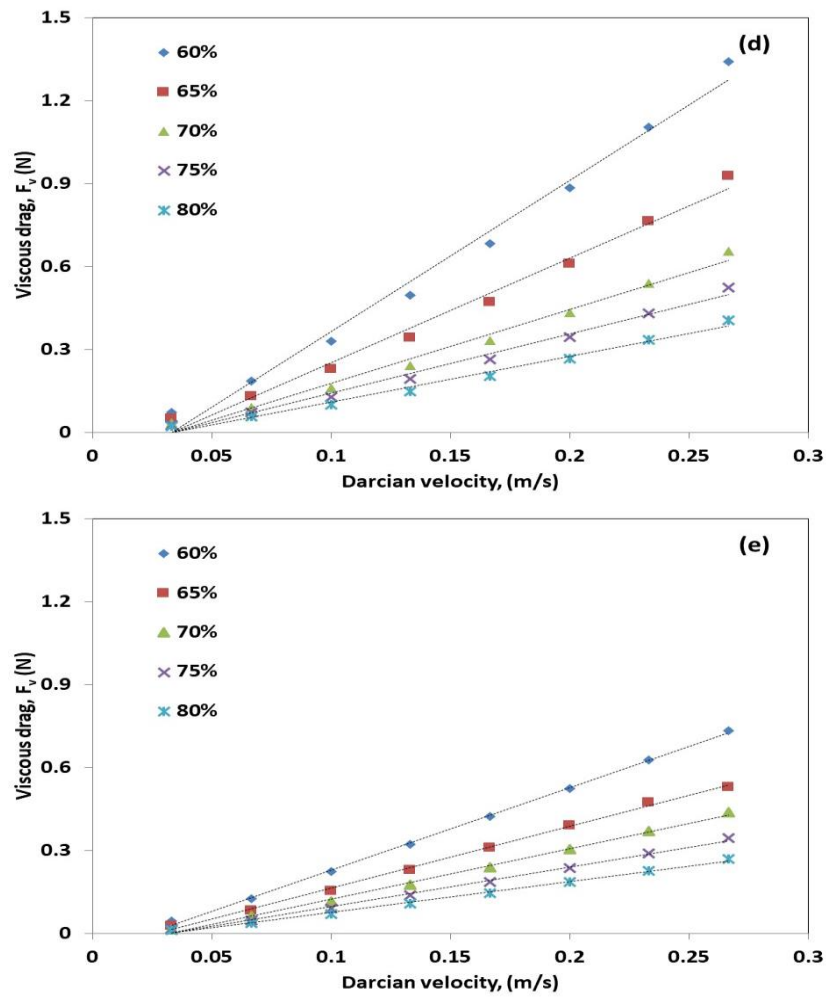 1.5
(d)
60%
1.2
65%
70%
0.9
75%
80%
0.6
0.3
0
Viscous drag, Fv (N)
0 0.05 0.1 0.15 0.2 0.25 0.3
Darcian velocity, (m/s)
1.5
(e)
60%
1.2
65%
70%
0.9
75%
80%
0.6
0.3
0
Viscous drag, Fv (N)
0 0.05 0.1 0.15 0.2 0.25 0.3
Darcian velocity, (m/s)